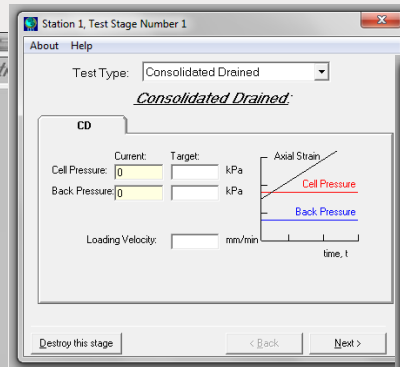 Station 1, Test Stage Number 1
About Help
Test Type: Consolidated Drained
Consolidated Drained:
CD
Current: Target:
Cell Pressure: 0 kPa
Back Pressure: 0 kPa
Loading Velocity: mm/min
Axial Strain
Cell Pressure
Back Pressure
time, t
Destroy this stage < Back Next >